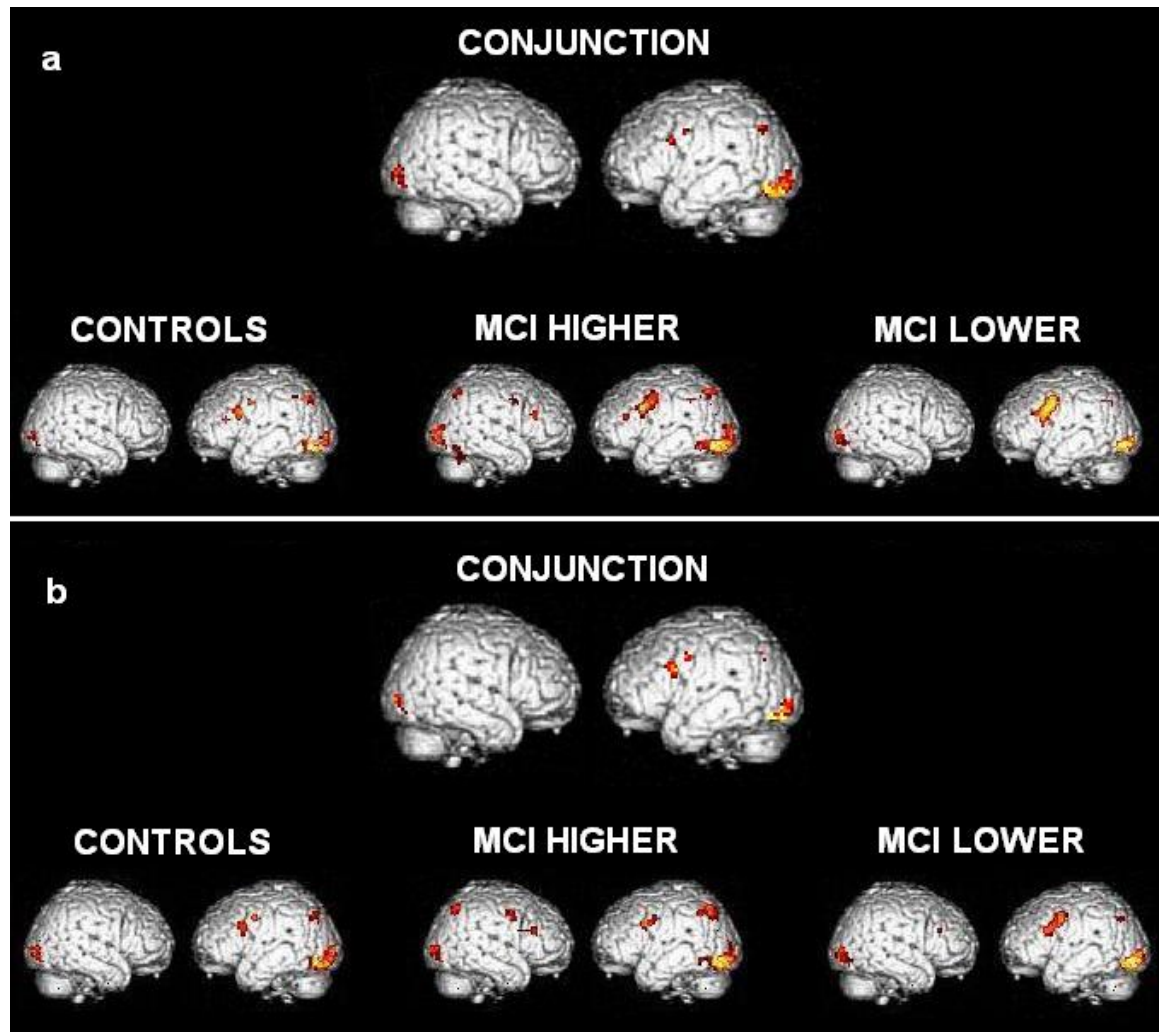 a
CONJUNCTION
CONTROLS MCI HIGHER MCI LOWER
b
CONJUNCTION
CONTROLS MCI HIGHER MCI LOWER